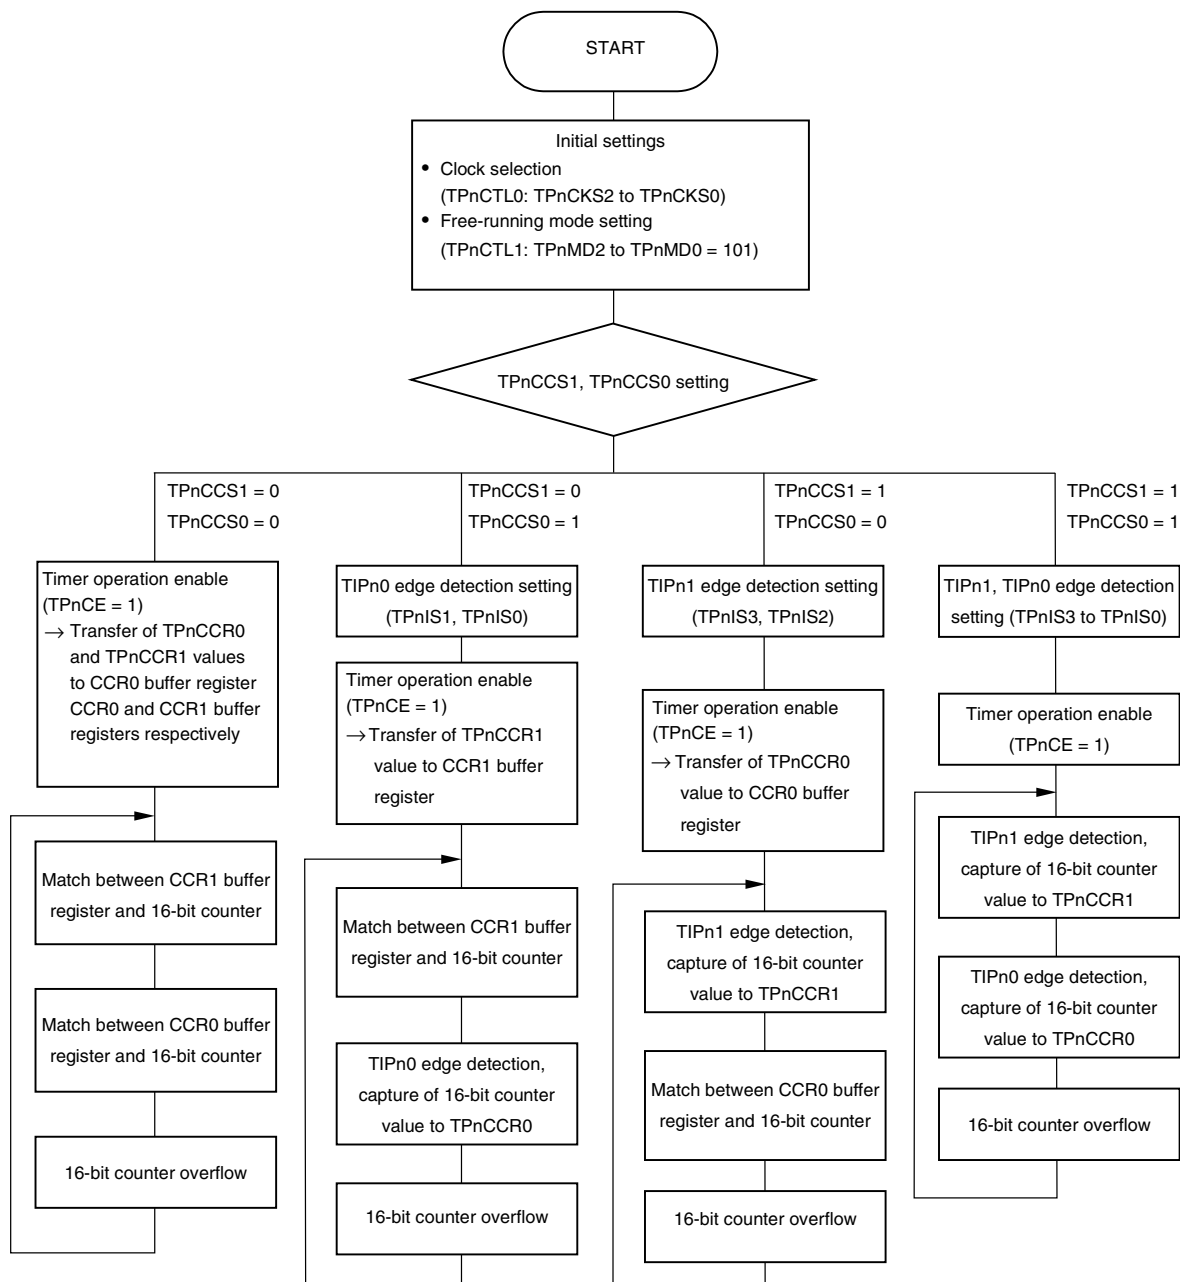 START
Initial settings
• Clock selection
(TPnCTL0: TPnCKS2 to TPnCKS0)
• Free-running mode setting
(TPnCTL1: TPnMD2 to TPnMD0 = 101)
TPnCCS1, TPnCCS0 setting
TPnCCS1 = 0
TPnCCS0 = 0
Timer operation enable
(TPnCE = 1)
→ Transfer of TPnCCR0
and TPnCCR1 values
to CCR0 buffer register
CCR0 and CCR1 buffer
registers respectively
Match between CCR1 buffer
register and 16-bit counter
Match between CCR0 buffer
register and 16-bit counter
16-bit counter overflow
TPnCCS1 = 0
TPnCCS0 = 1
TIPn0 edge detection setting
(TPnIS1, TPnIS0)
Timer operation enable
(TPnCE = 1)
→ Transfer of TPnCCR1
value to CCR1 buffer
register
Match between CCR1 buffer
register and 16-bit counter
TIPn0 edge detection,
capture of 16-bit counter
value to TPnCCR0
16-bit counter overflow
TPnCCS1 = 1
TPnCCS0 = 0
TIPn1 edge detection setting
(TPnIS3, TPnIS2)
Timer operation enable
(TPnCE = 1)
→ Transfer of TPnCCR0
value to CCR0 buffer
register
TIPn1 edge detection,
capture of 16-bit counter
value to TPnCCR1
Match between CCR0 buffer
register and 16-bit counter
16-bit counter overflow
TPnCCS1 = 1
TPnCCS0 = 1
TIPn1, TIPn0 edge detection
setting (TPnIS3 to TPnIS0)
Timer operation enable
(TPnCE = 1)
TIPn1 edge detection,
capture of 16-bit counter
value to TPnCCR1
TIPn0 edge detection,
capture of 16-bit counter
value to TPnCCR0
16-bit counter overflow